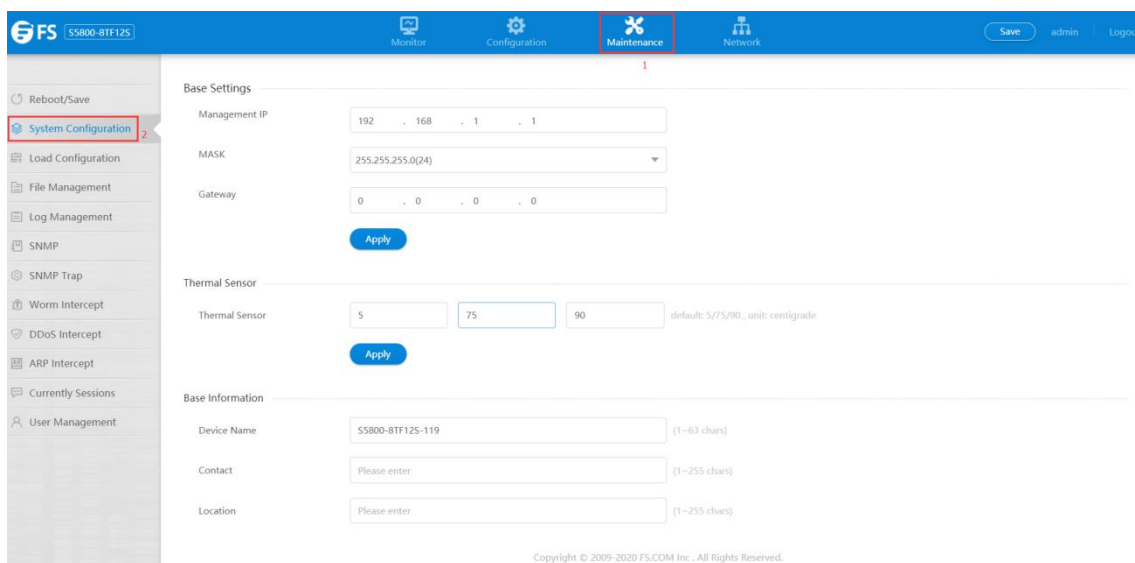 FS S5800-8TF12S
Monitor Configuration Maintenance Network
Save admin Logou
1
Reboot/Save
System Configuration 2
Load Configuration
File Management
Log Management
SNMP
SNMP Trap
Worm Intercept
DDoS Intercept
ARP Intercept
Currently Sessions
User Management
Base Settings
Management IP 192 . 168 . 1 . 1
MASK 255.255.255.0(24)
Gateway 0 . 0 . 0 . 0
Apply
Thermal Sensor
Thermal Sensor 5 75 90 default: 5/75/90 , unit: centigrade
Apply
Base Information
Device Name S5800-8TF12S-119 (1~63 chars)
Contact Please enter (1~255 chars)
Location Please enter (1~255 chars)
Copyright © 2009-2020 FS.COM Inc . All Rights Reserved.